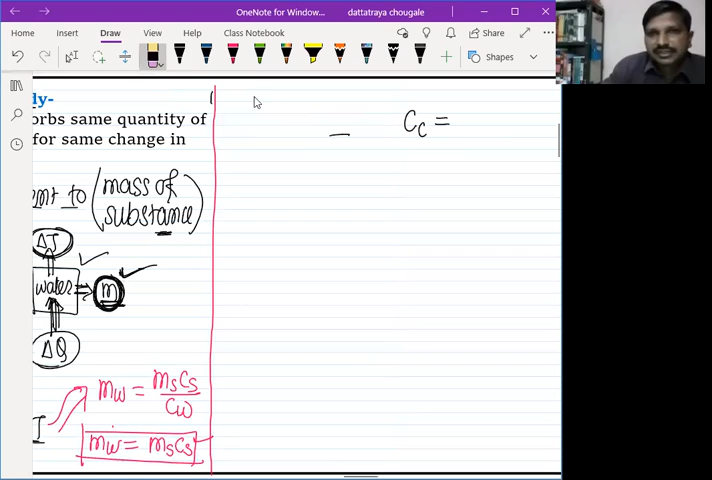 OneNote for Window...
dattatraya chougale
Home
Insert
Draw
View
Help
Class Notebook
Share
Shapes
dy-
orbs same quantity of
for same change in
ent to (mass of
substance)
ΔT
water
m
ΔQ
— Cc =
mw = mscs
cw
mw = mscs